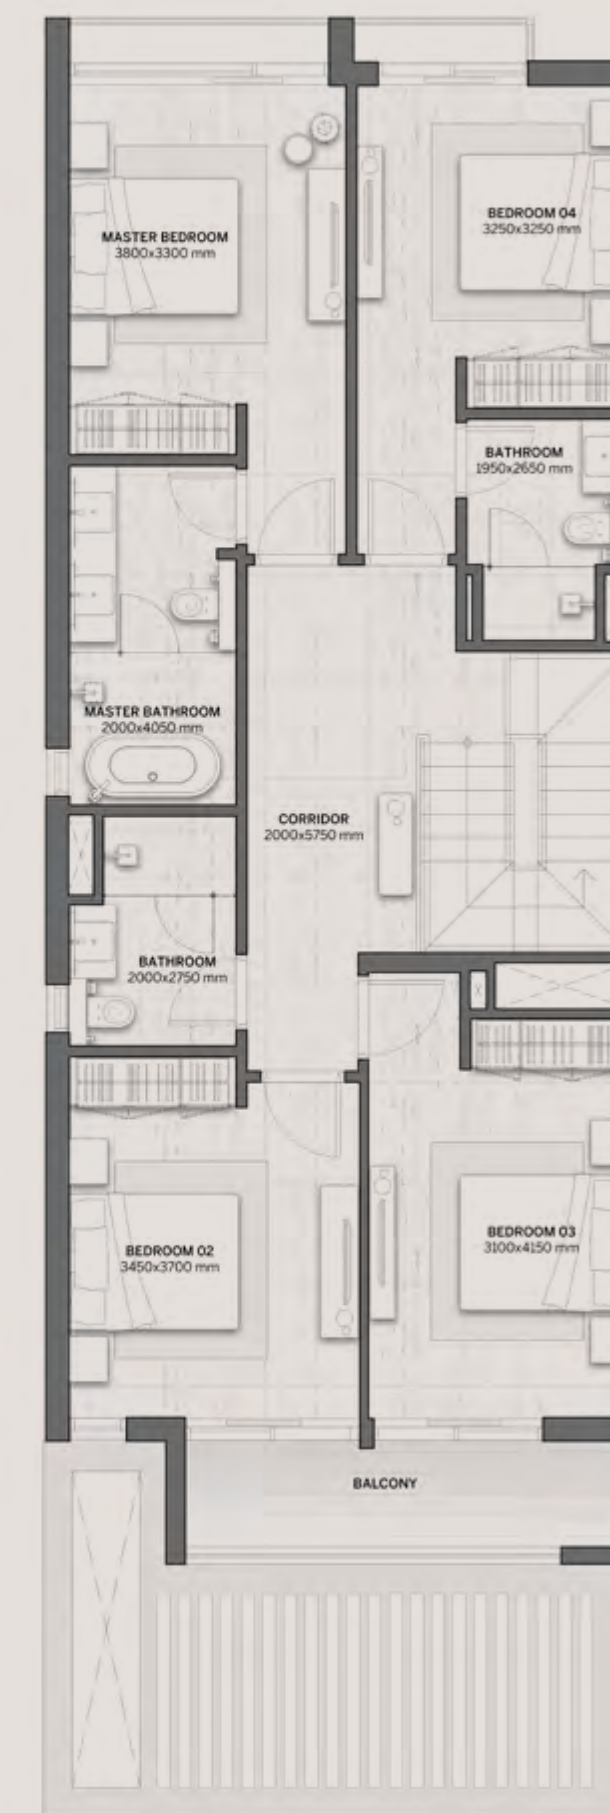 MASTER BEDROOM
3800x3300 mm
BEDROOM 04
3250x3250 mm
BATHROOM
1950x2650 mm
MASTER BATHROOM
2000x4050 mm
CORRIDOR
2000x5750 mm
BATHROOM
2000x2750 mm
BEDROOM 02
3450x3700 mm
BEDROOM 03
3100x4150 mm
BALCONY